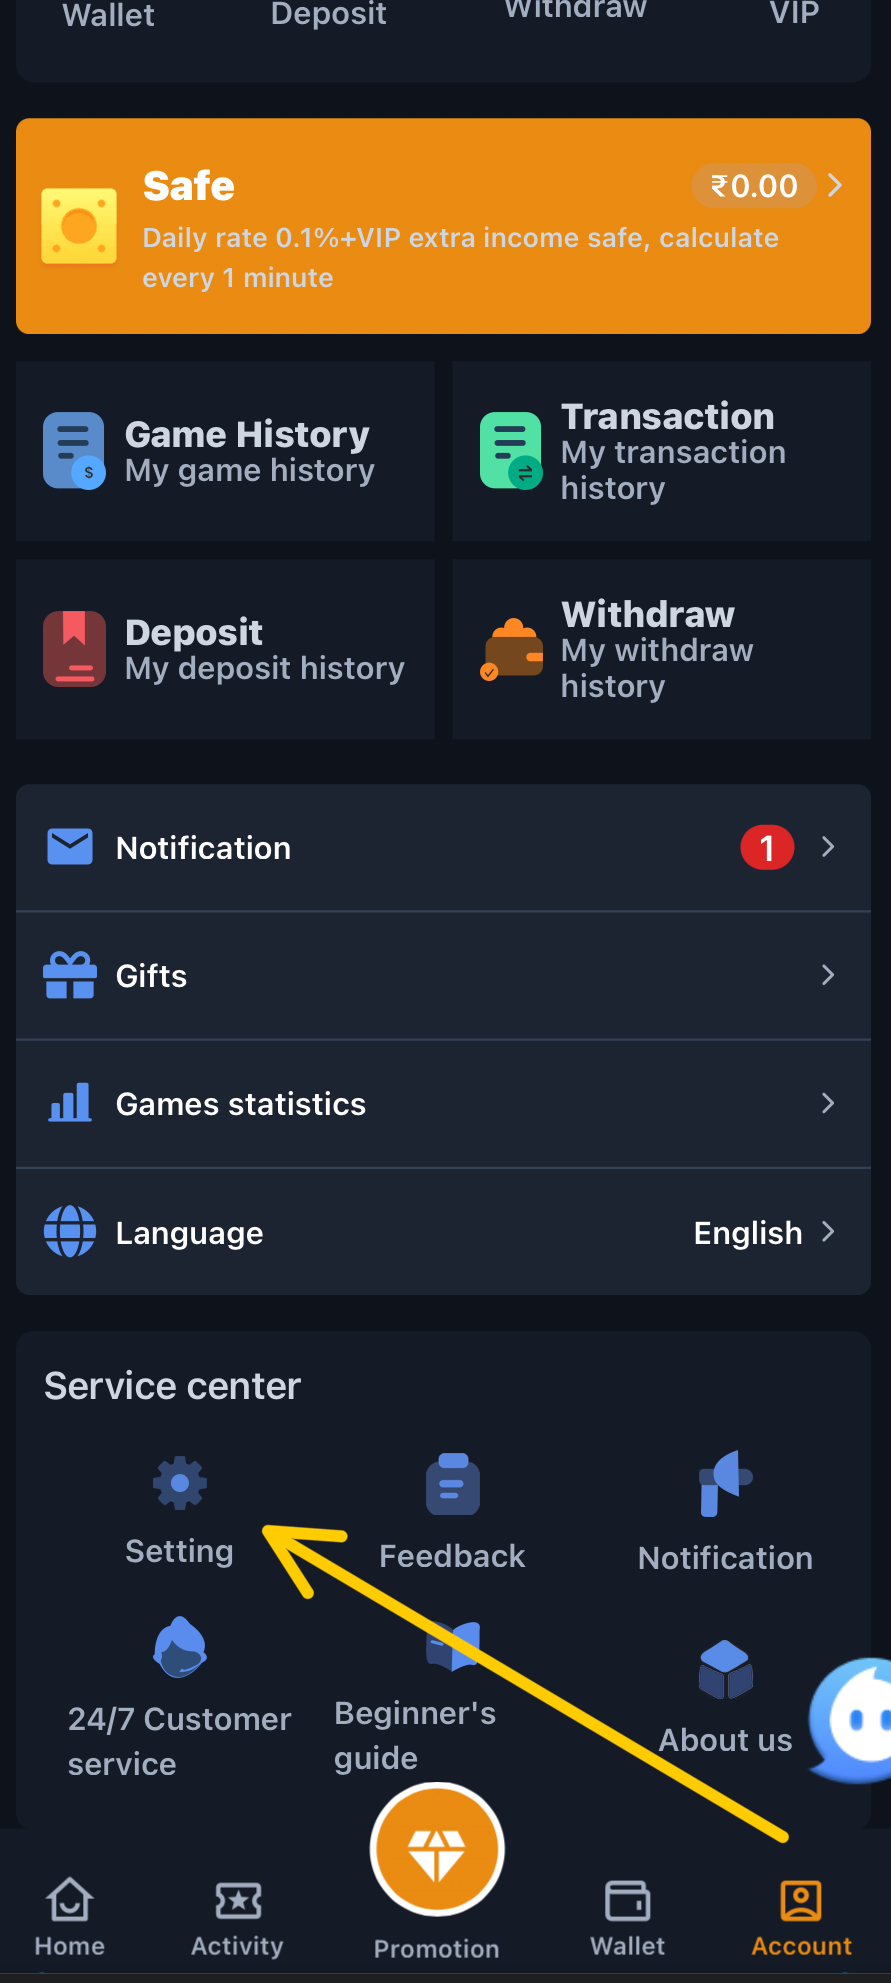 Wallet
Deposit
Withdraw
VIP
Safe
₹0.00
Daily rate 0.1%+VIP extra income safe, calculate
every 1 minute
Game History
My game history
Transaction
My transaction
history
Deposit
My deposit history
Withdraw
My withdraw
history
Notification
1
Gifts
Games statistics
Language
English
Service center
Setting
Feedback
Notification
24/7 Customer
service
Beginner's
guide
About us
Home
Activity
Promotion
Wallet
Account